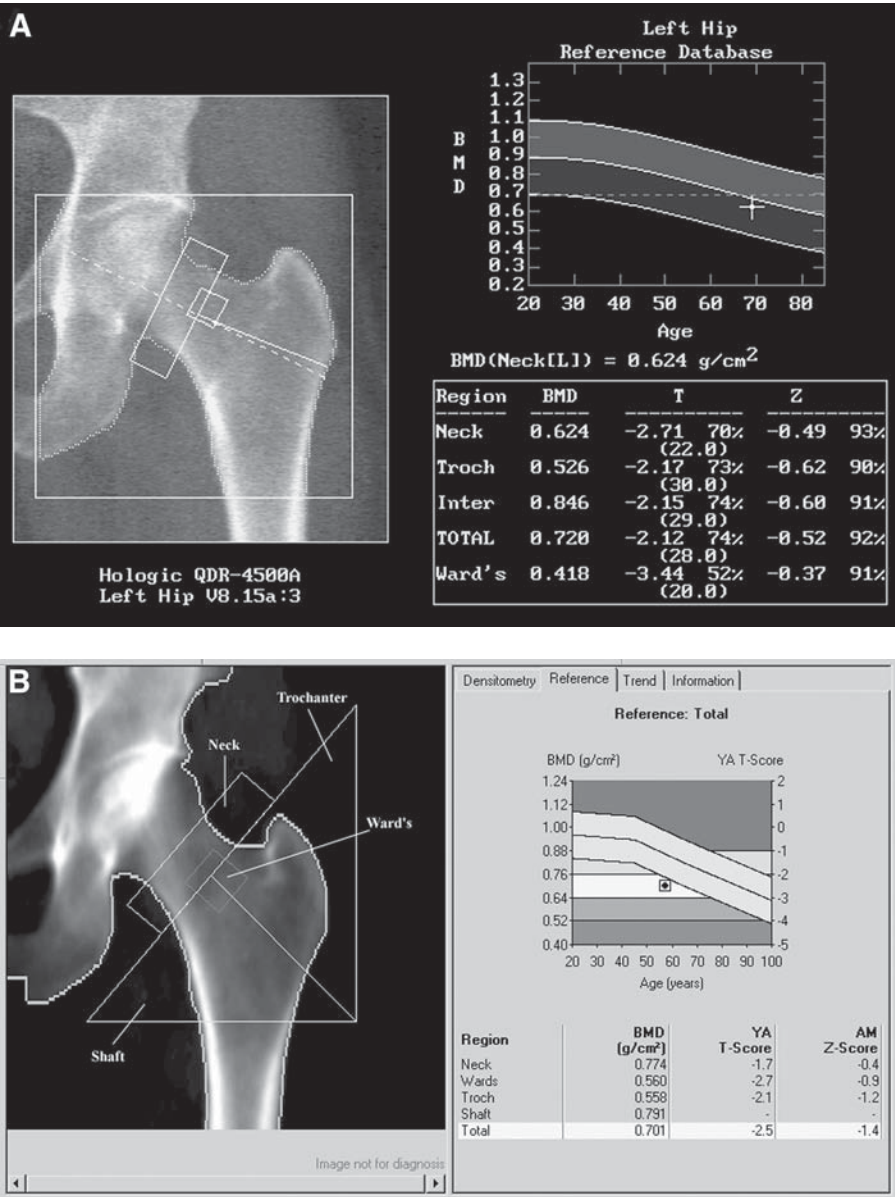 A
Left Hip
Reference Database
1.3
1.2
1.1
1.0
0.9
0.8
0.7
0.6
0.5
0.4
0.3
0.2
B
M
D
20 30 40 50 60 70 80
Age
BMD(Neck[L]) = 0.624 g/cm²
Region BMD T Z
Neck 0.624 -2.71 70% -0.49 93%
(22.0)
Troch 0.526 -2.17 73% -0.62 90%
(30.0)
Inter 0.846 -2.15 74% -0.60 91%
(29.0)
TOTAL 0.720 -2.12 74% -0.52 92%
(28.0)
Ward's 0.418 -3.44 52% -0.37 91%
(20.0)
Hologic QDR-4500A
Left Hip V8.15a:3
B
Trochanter
Neck
Ward's
Shaft
Image not for diagnosis
Densitometry Reference Trend Information
Reference: Total
BMD (g/cm²) YA T-Score
1.24 2
1.12 1
1.00 0
0.88 -1
0.76 -2
0.64 -3
0.52 -4
0.40 -5
20 30 40 50 60 70 80 90 100
Age (years)
Region BMD (g/cm²) YA T-Score AM Z-Score
Neck 0.774 -1.7 -0.4
Wards 0.560 -2.7 -0.9
Troch 0.558 -2.1 -1.2
Shaft 0.791 - -
Total 0.701 -2.5 -1.4